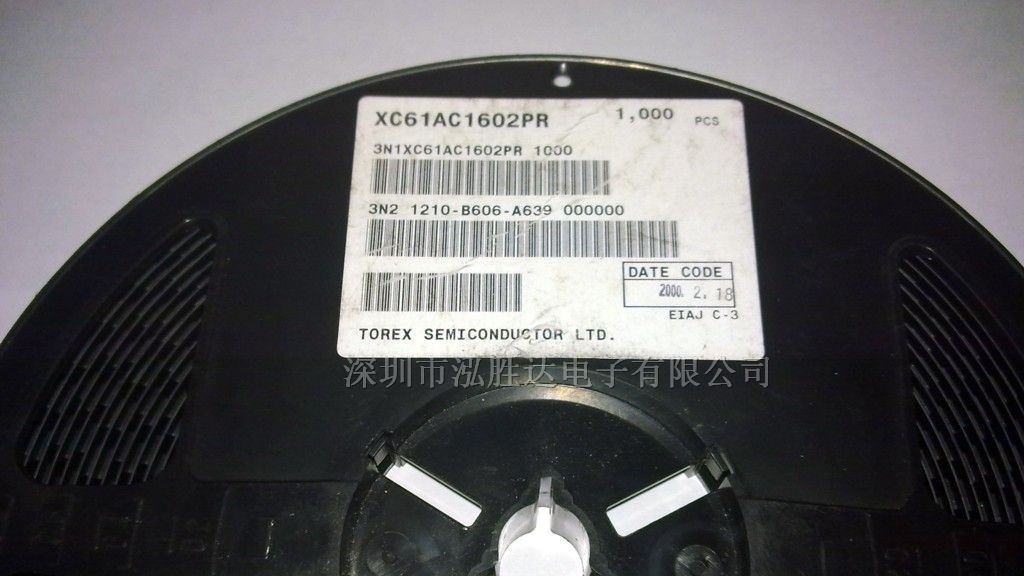 XC61AC1602PR 1,000 PCS
3N1XC61AC1602PR 1000
3N2 1210-B606-A639 000000
DATE CODE
2000. 2. 18
EIAJ C-3
TOREX SEMICONDUCTOR LTD.
深圳市泓胜达电子有限公司